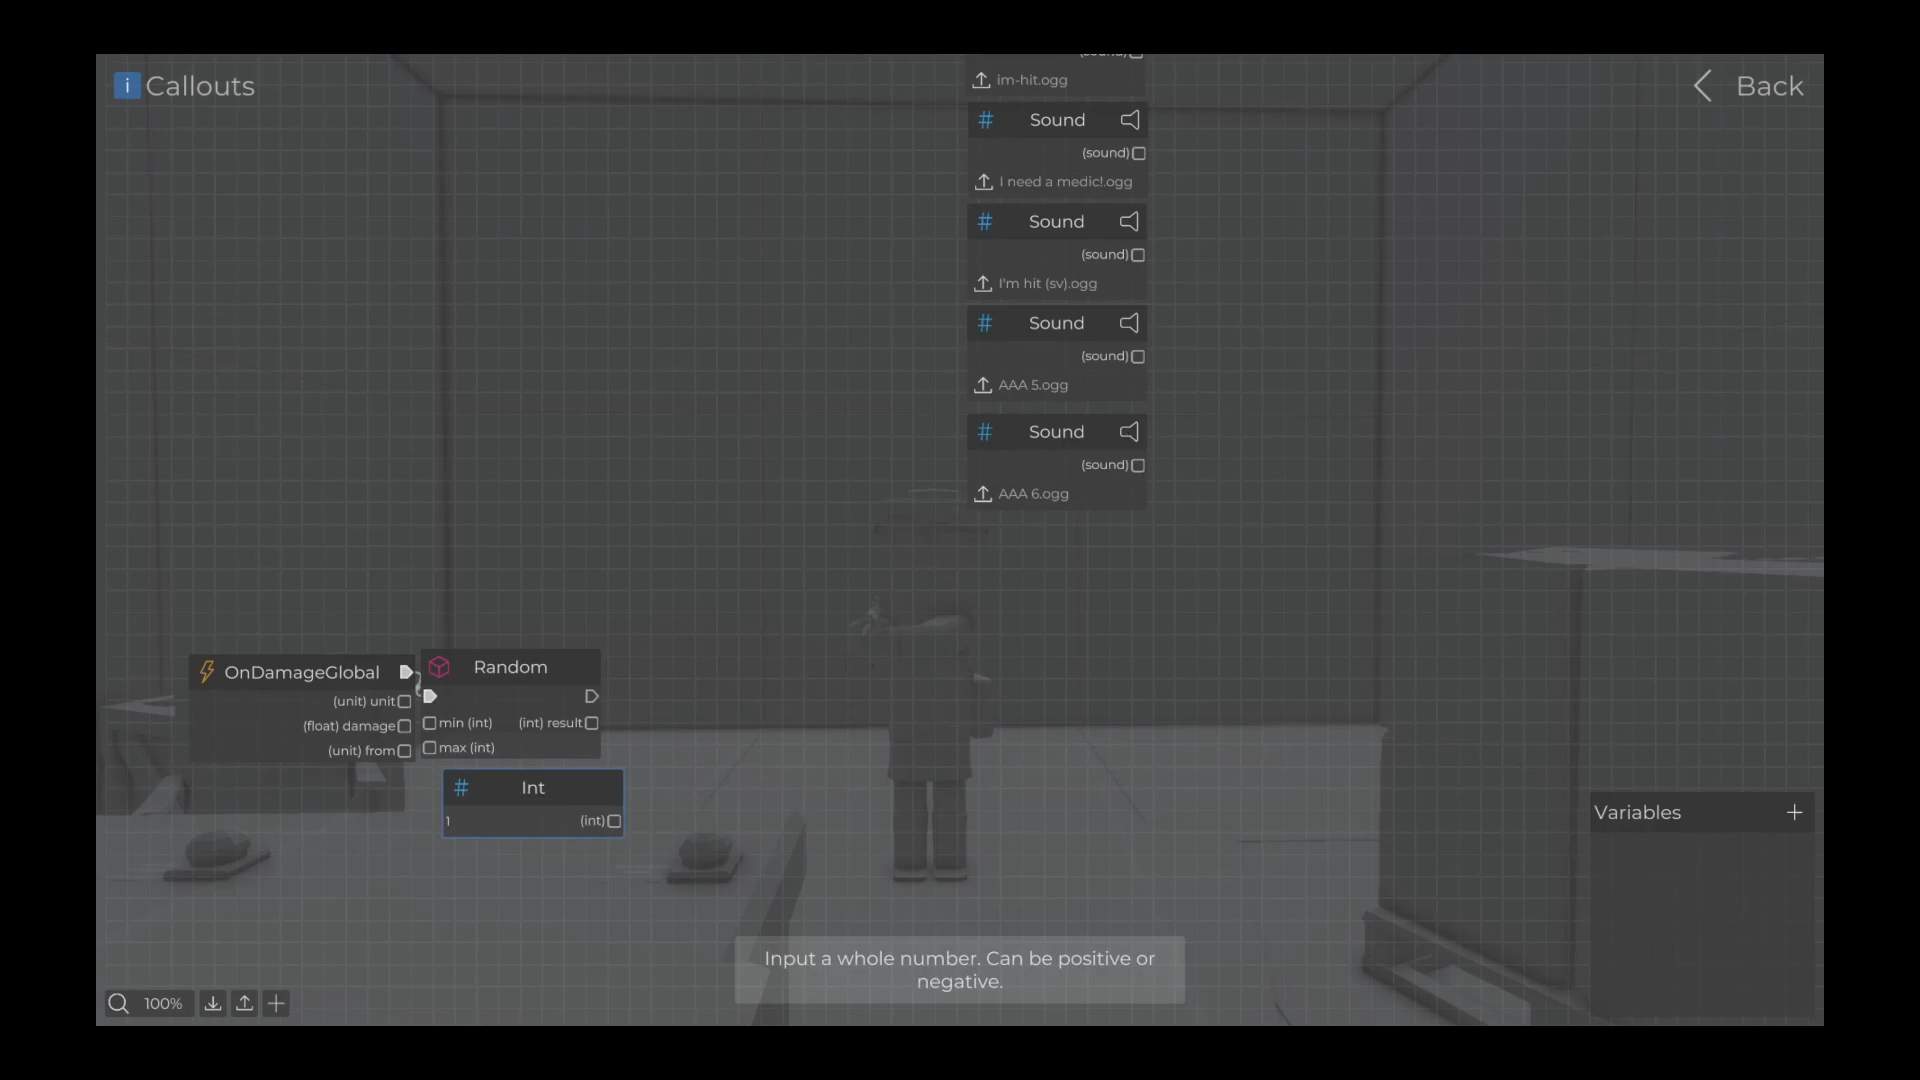 i Callouts
Back
im-hit.ogg
# Sound
(sound)
I need a medic!.ogg
# Sound
(sound)
I'm hit (sv).ogg
# Sound
(sound)
AAA 5.ogg
# Sound
(sound)
AAA 6.ogg
OnDamageGlobal
(unit) unit
(float) damage
(unit) from
Random
min (int) (int) result
max (int)
# Int
1 (int)
Variables +
Input a whole number. Can be positive or
negative.
100%